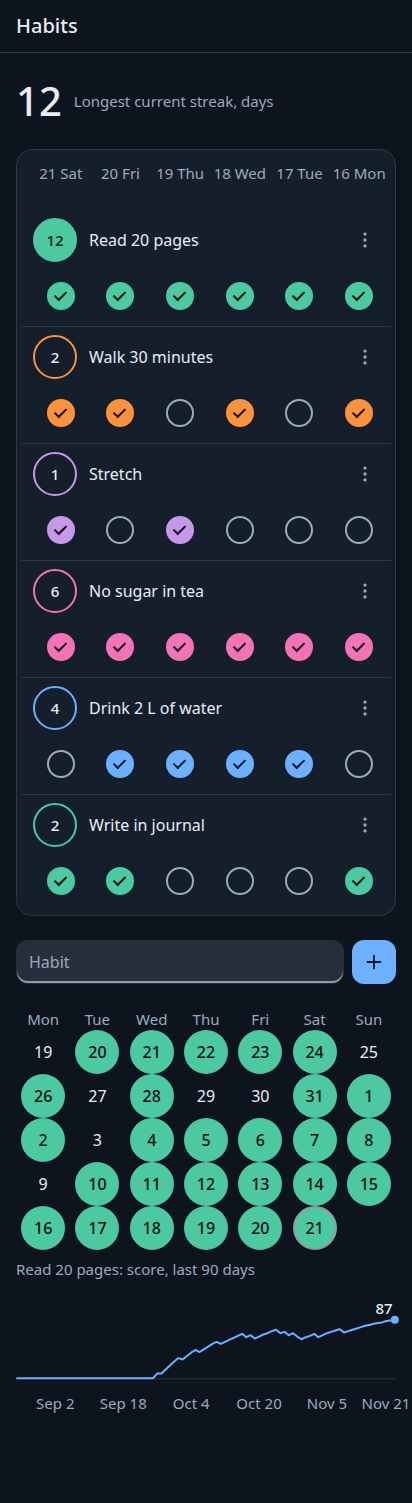 Habits
12 Longest current streak, days
21 Sat 20 Fri 19 Thu 18 Wed 17 Tue 16 Mon
12 Read 20 pages
2 Walk 30 minutes
1 Stretch
6 No sugar in tea
4 Drink 2 L of water
2 Write in journal
Habit
Mon Tue Wed Thu Fri Sat Sun
19 20 21 22 23 24 25
26 27 28 29 30 31 1
2 3 4 5 6 7 8
9 10 11 12 13 14 15
16 17 18 19 20 21
Read 20 pages: score, last 90 days
87
Sep 2 Sep 18 Oct 4 Oct 20 Nov 5 Nov 21